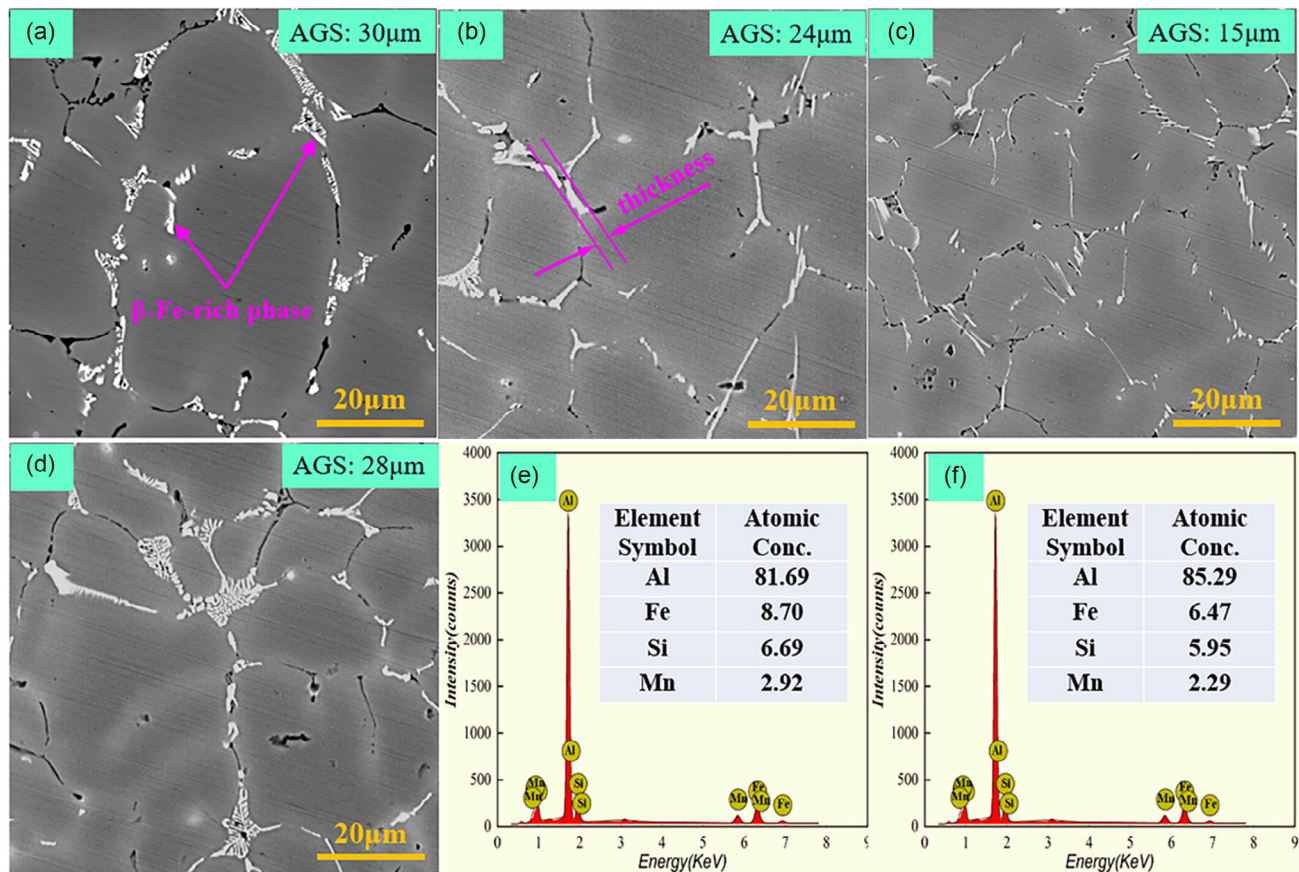 (a)
AGS: 30μm
β-Fe-rich phase
20μm
(b)
AGS: 24μm
thickness
20μm
(c)
AGS: 15μm
20μm
(d)
AGS: 28μm
20μm
(e)
4000
3500
3000
2500
2000
1500
1000
500
0
Intensity(counts)
Element Symbol Atomic Conc.
Al 81.69
Fe 8.70
Si 6.69
Mn 2.92
Al
Al
Si
Si
Mn
Mn
Mn
Fe
Mn
Fe
0 1 2 3 4 5 6 7 8 9
Energy(KeV)
(f)
4000
3500
3000
2500
2000
1500
1000
500
0
Intensity(counts)
Element Symbol Atomic Conc.
Al 85.29
Fe 6.47
Si 5.95
Mn 2.29
Al
Al
Si
Si
Mn
Mn
Mn
Fe
Mn
Fe
0 1 2 3 4 5 6 7 8 9
Energy(KeV)